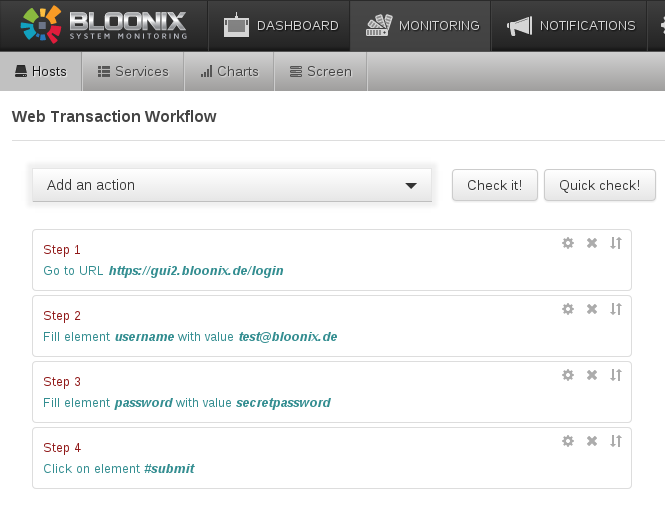 BLOONIX
SYSTEM MONITORING
DASHBOARD
MONITORING
NOTIFICATIONS
Hosts
Services
Charts
Screen
Web Transaction Workflow
Add an action
Check it!
Quick check!
Step 1
Go to URL https://gui2.bloonix.de/login
Step 2
Fill element username with value test@bloonix.de
Step 3
Fill element password with value secretpassword
Step 4
Click on element #submit